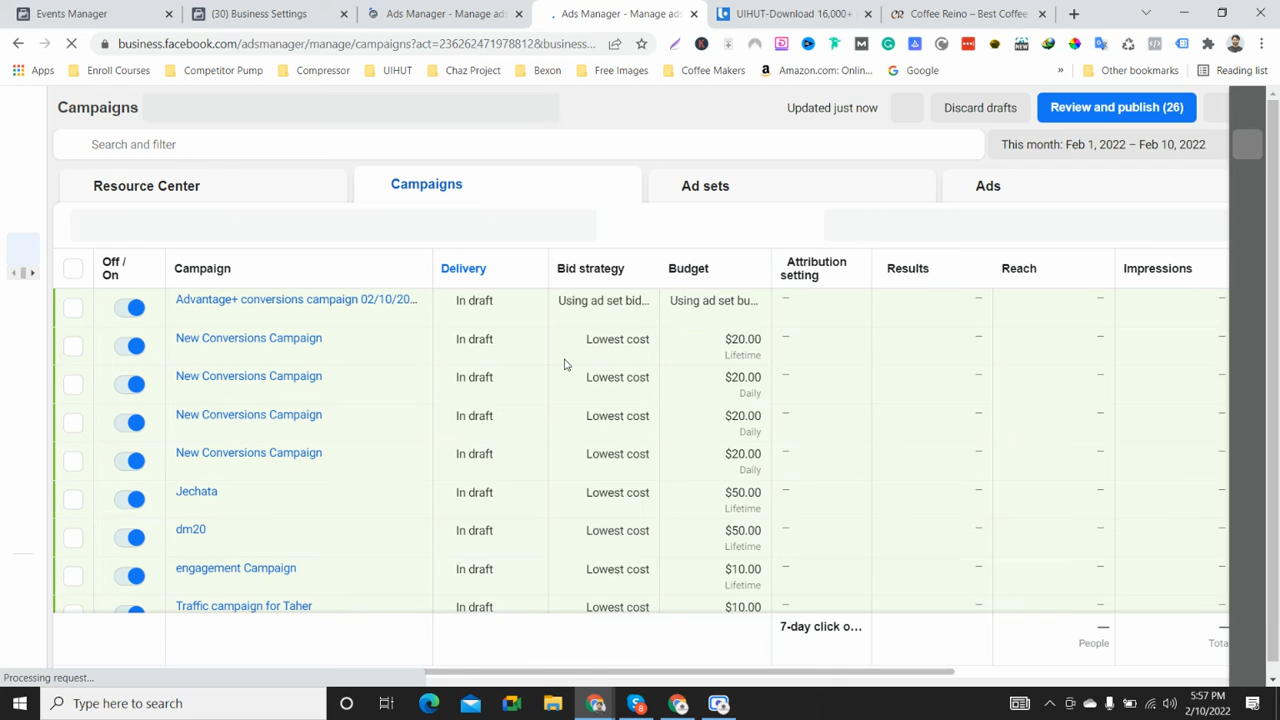 Events Manager
(30) Business Settings
Ads Manager - Manage ads
Ads Manager - Manage ads
UIHUT-Download 16,000+
Coffee Reino – Best Coffee
business.facebook.com/adsmanager/manage/campaigns?act=236262471978812&business...
Apps
Enroll Courses
Competitor Pump
Compressor
UIHUT
Chaz Project
Bexon
Free Images
Coffee Makers
Amazon.com: Onlin...
Google
»
Other bookmarks
Reading list
Campaigns
Updated just now
Discard drafts
Review and publish (26)
Search and filter
This month: Feb 1, 2022 – Feb 10, 2022
Resource Center
Campaigns
Ad sets
Ads
Off / On
Campaign
Delivery
Bid strategy
Budget
Attribution setting
Results
Reach
Impressions
Advantage+ conversions campaign 02/10/20... In draft Using ad set bid... Using ad set bu... — — — —
New Conversions Campaign In draft Lowest cost $20.00 — — — —
Lifetime
New Conversions Campaign In draft Lowest cost $20.00 — — — —
Daily
New Conversions Campaign In draft Lowest cost $20.00 — — — —
Daily
New Conversions Campaign In draft Lowest cost $20.00 — — — —
Daily
Jechata In draft Lowest cost $50.00 — — — —
Lifetime
dm20 In draft Lowest cost $50.00 — — — —
Lifetime
engagement Campaign In draft Lowest cost $10.00 — — — —
Lifetime
Traffic campaign for Taher In draft Lowest cost $10.00 — — — —
7-day click o... — —
People Tota
Processing request...
Type here to search
5:57 PM
2/10/2022